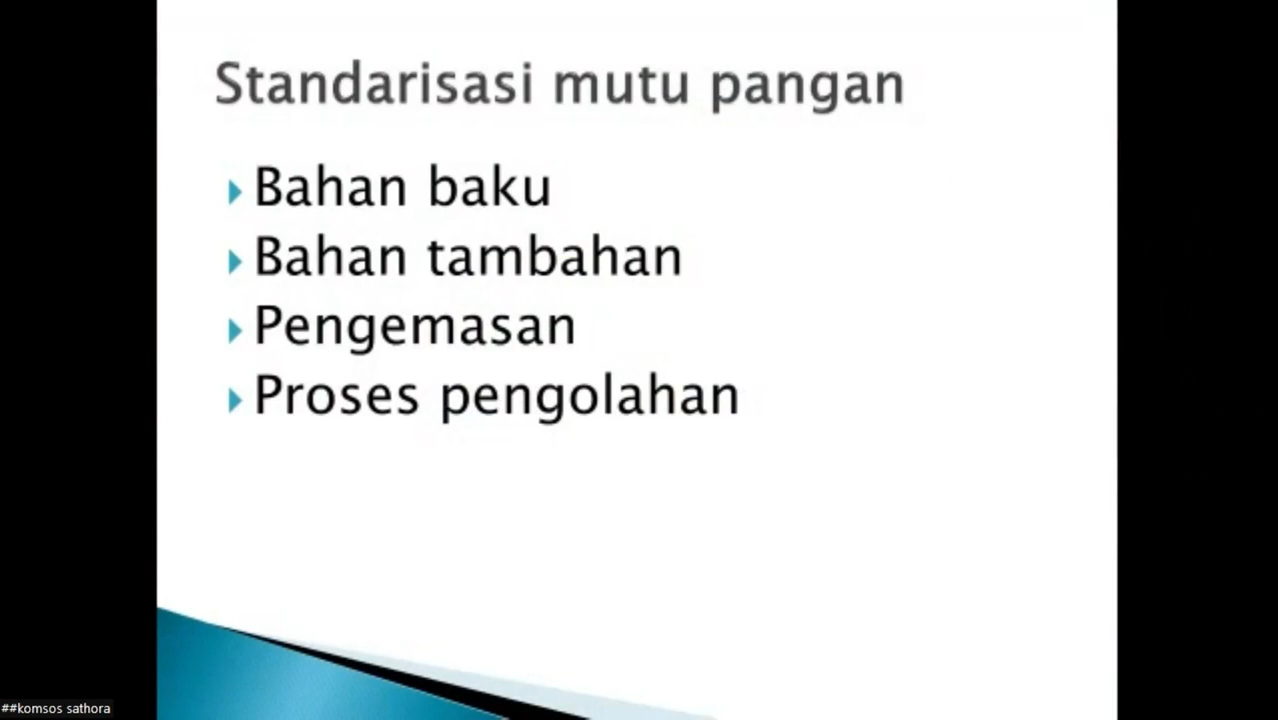 Standarisasi mutu pangan
Bahan baku
Bahan tambahan
Pengemasan
Proses pengolahan
##komsos sathora